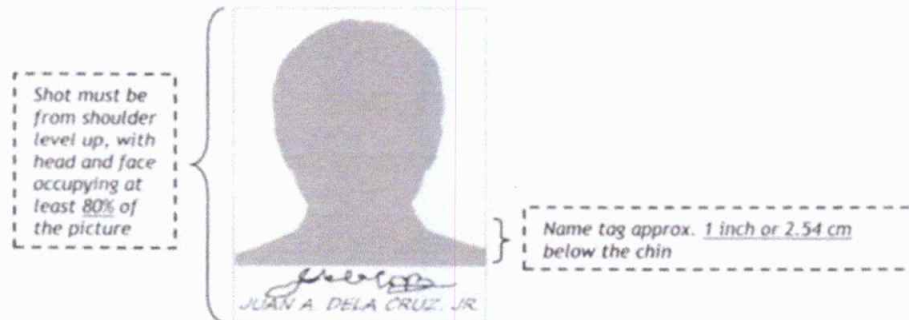 Shot must be
from shoulder
level up, with
head and face
occupying at
least 80% of
the picture
Name tag approx. 1 inch or 2.54 cm
below the chin
JUAN A. DELA CRUZ, JR.